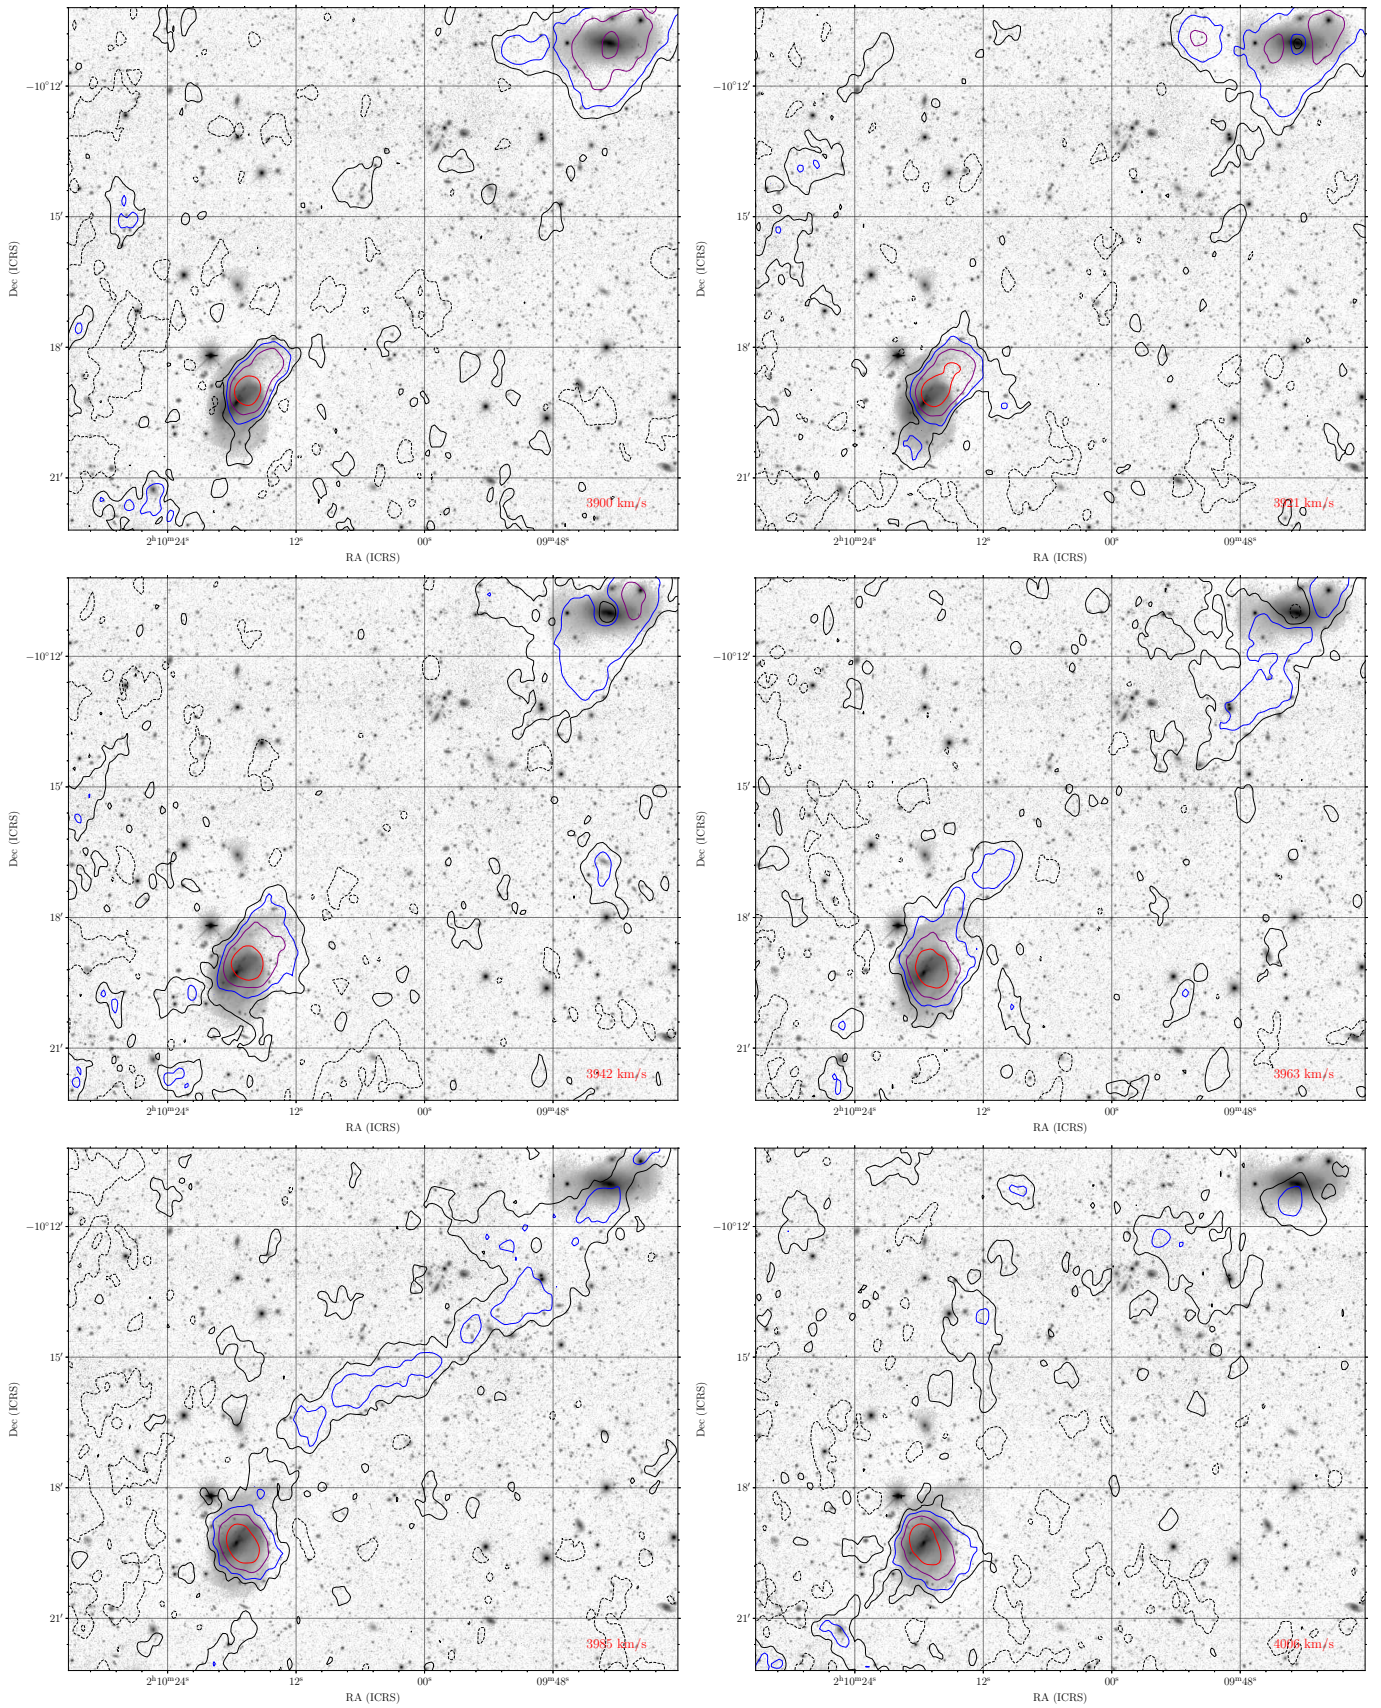 −10°12′
−10°12′
15′
15′
Dec (ICRS)
Dec (ICRS)
18′
18′
21′
21′
3900 km/s
3921 km/s
2ʰ10ᵐ24ˢ 12ˢ 00ˢ 09ᵐ48ˢ
2ʰ10ᵐ24ˢ 12ˢ 00ˢ 09ᵐ48ˢ
RA (ICRS)
RA (ICRS)
−10°12′
−10°12′
15′
15′
Dec (ICRS)
Dec (ICRS)
18′
18′
21′
21′
3942 km/s
3963 km/s
2ʰ10ᵐ24ˢ 12ˢ 00ˢ 09ᵐ48ˢ
2ʰ10ᵐ24ˢ 12ˢ 00ˢ 09ᵐ48ˢ
RA (ICRS)
RA (ICRS)
−10°12′
−10°12′
15′
15′
Dec (ICRS)
Dec (ICRS)
18′
18′
21′
21′
3985 km/s
4006 km/s
2ʰ10ᵐ24ˢ 12ˢ 00ˢ 09ᵐ48ˢ
2ʰ10ᵐ24ˢ 12ˢ 00ˢ 09ᵐ48ˢ
RA (ICRS)
RA (ICRS)